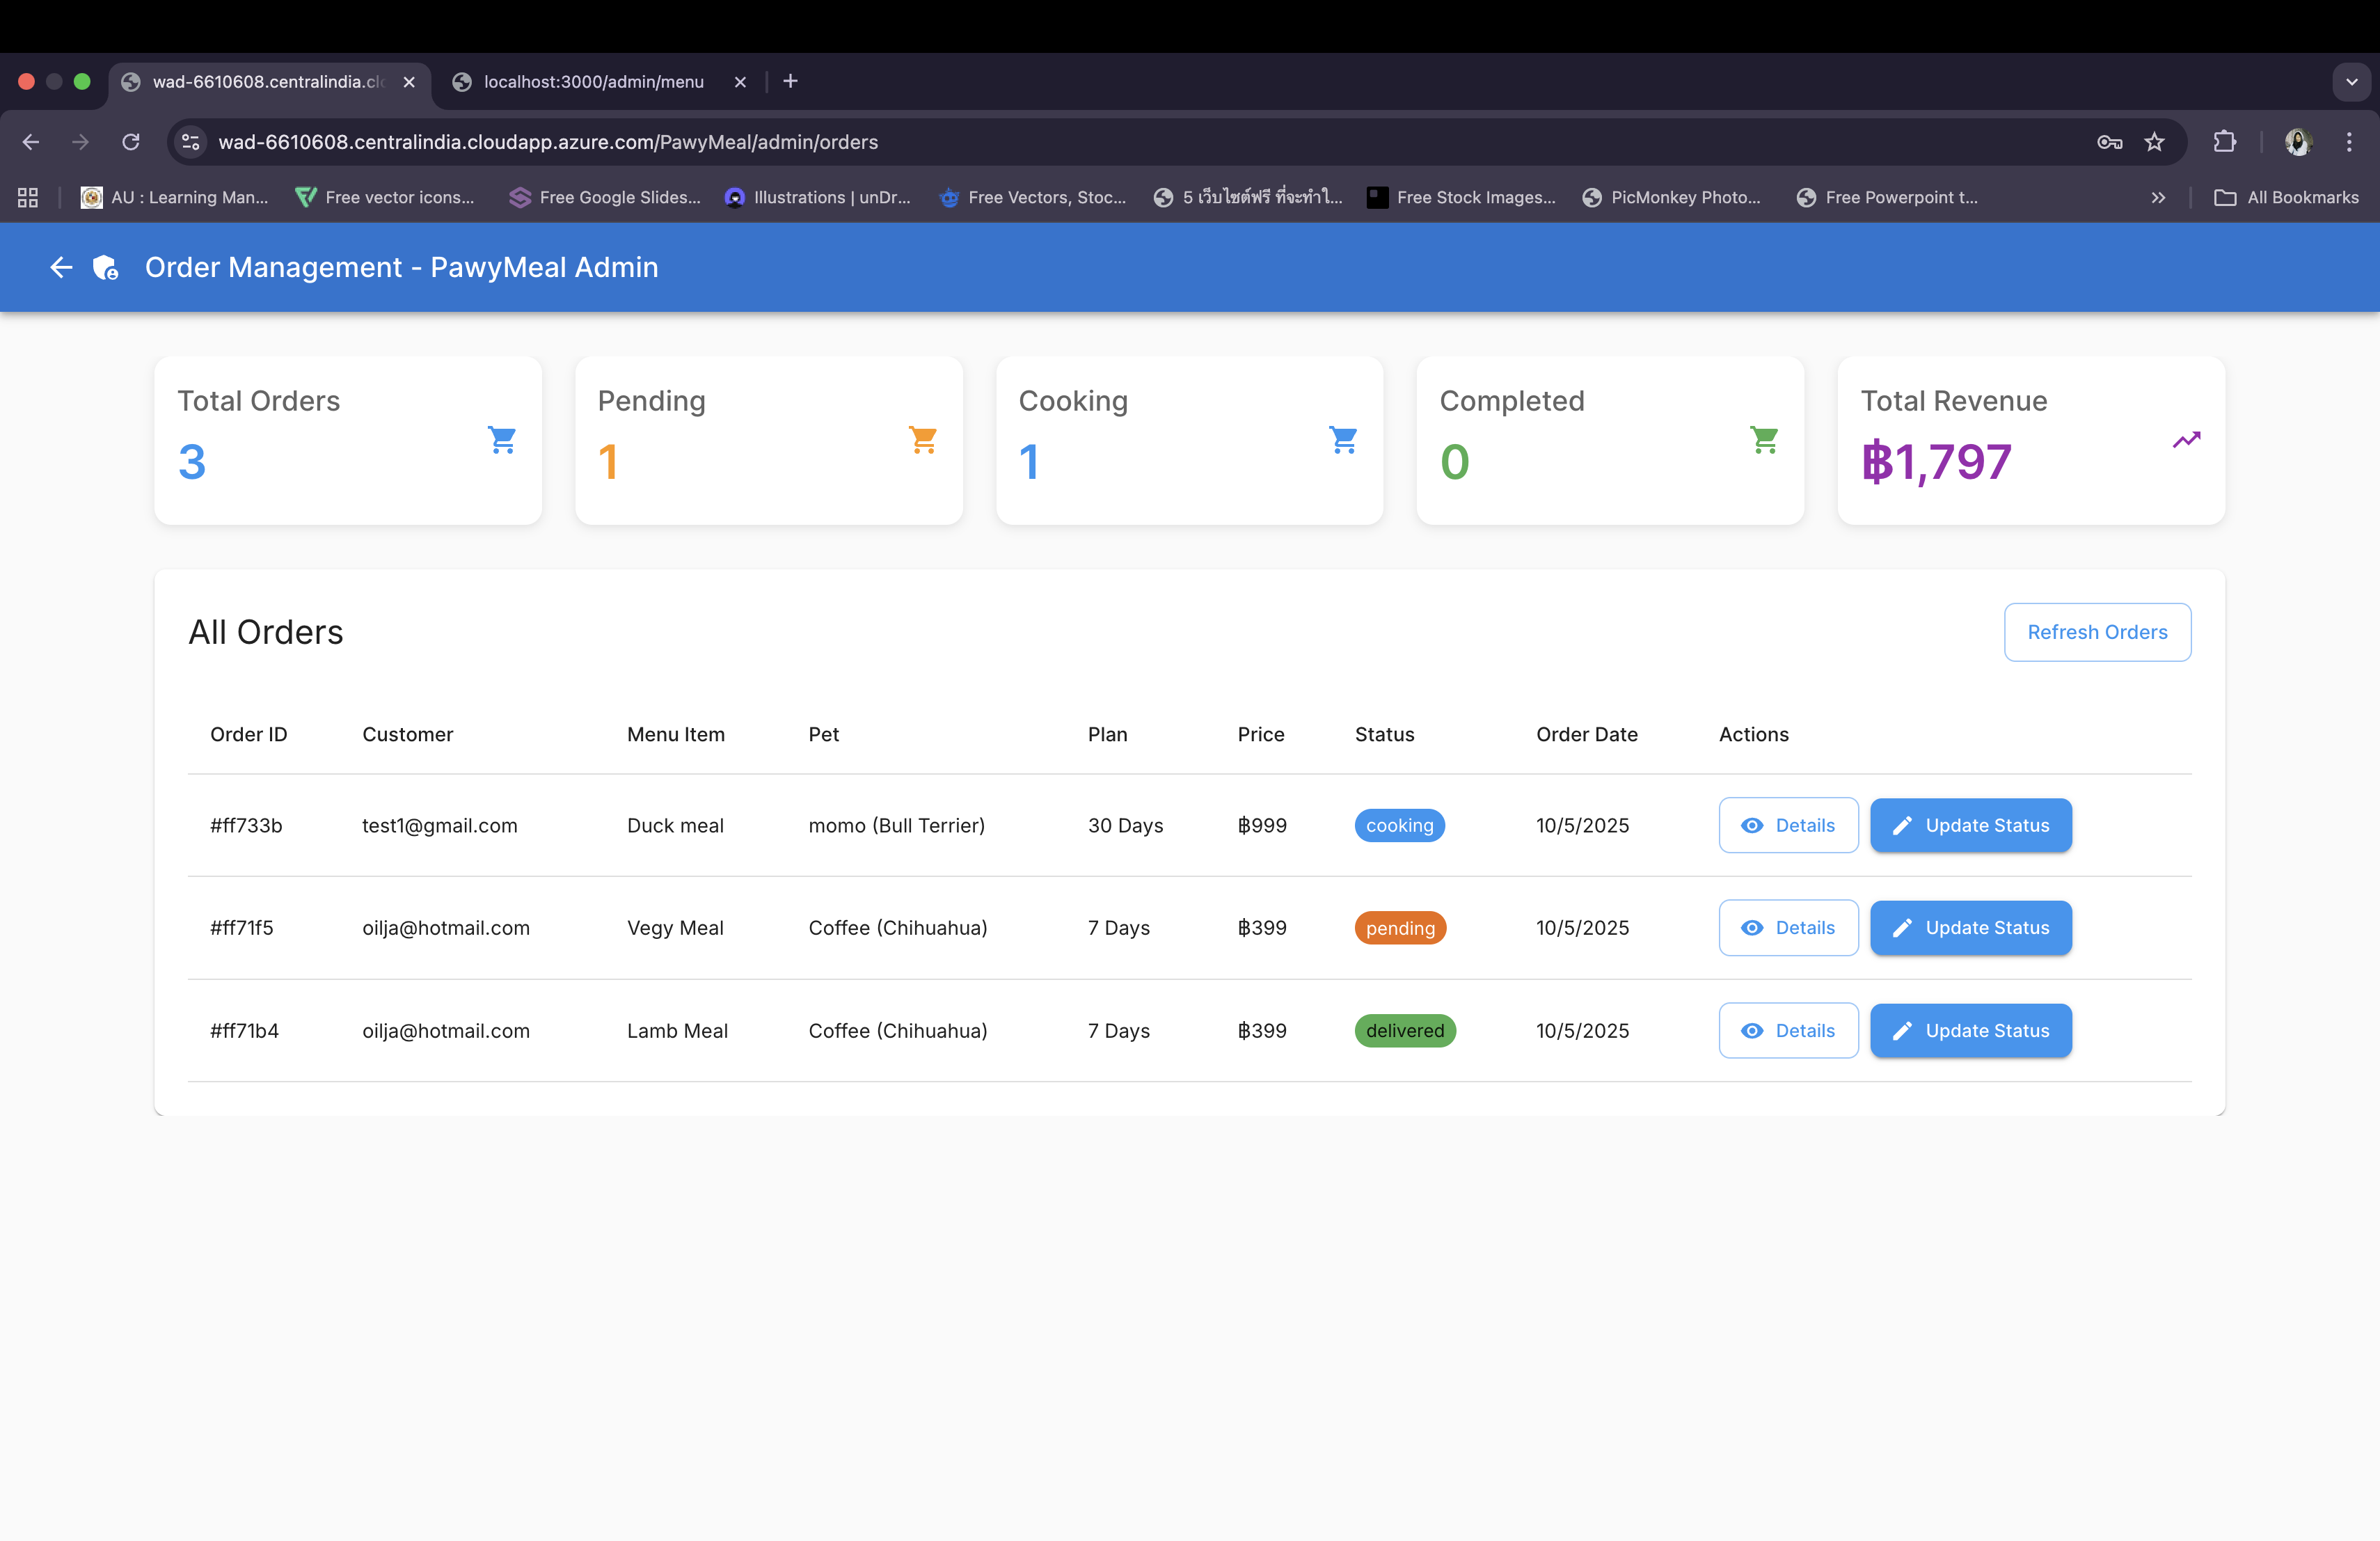 wad-6610608.centralindia.clo
localhost:3000/admin/menu
wad-6610608.centralindia.cloudapp.azure.com/PawyMeal/admin/orders
AU : Learning Man... Free vector icons... Free Google Slides... Illustrations | unDr... Free Vectors, Stoc... 5 เว็บไซต์ฟรี ที่จะทำใ... Free Stock Images... PicMonkey Photo... Free Powerpoint t... All Bookmarks
Order Management - PawyMeal Admin
Total Orders
3
Pending
1
Cooking
1
Completed
0
Total Revenue
฿1,797
All Orders
Refresh Orders
Order ID Customer Menu Item Pet Plan Price Status Order Date Actions
#ff733b test1@gmail.com Duck meal momo (Bull Terrier) 30 Days ฿999 cooking 10/5/2025 Details Update Status
#ff71f5 oilja@hotmail.com Vegy Meal Coffee (Chihuahua) 7 Days ฿399 pending 10/5/2025 Details Update Status
#ff71b4 oilja@hotmail.com Lamb Meal Coffee (Chihuahua) 7 Days ฿399 delivered 10/5/2025 Details Update Status